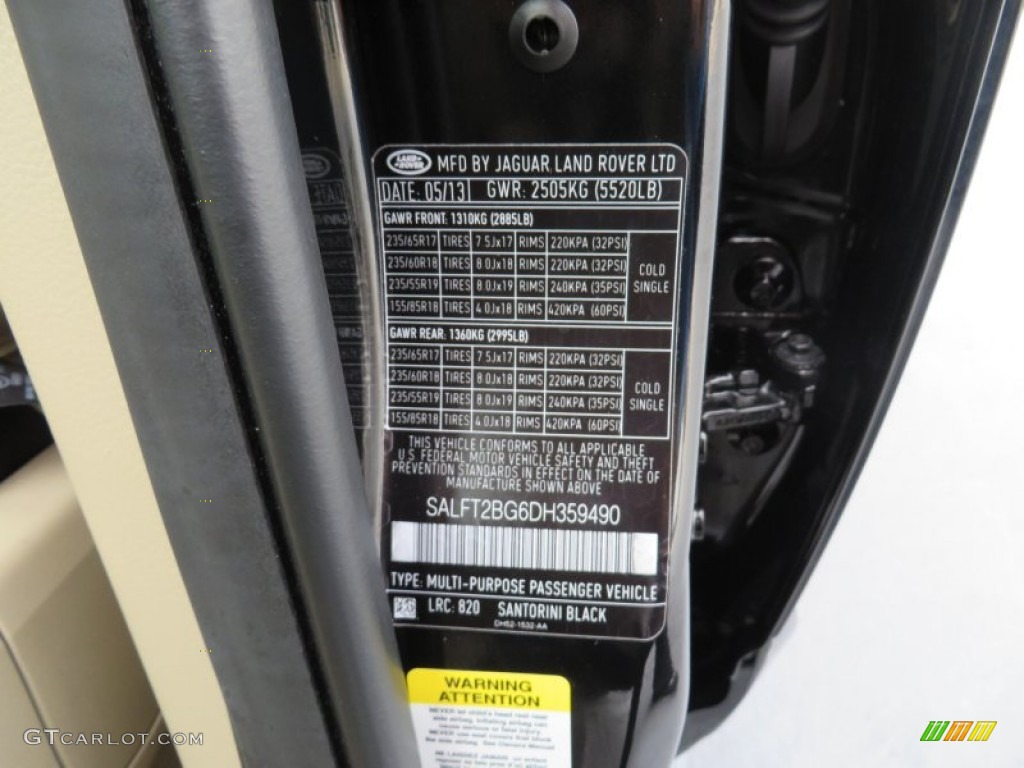 LAND ROVER MFD BY JAGUAR LAND ROVER LTD
DATE: 05/13 GWR: 2505KG (5520LB)
GAWR FRONT: 1310KG (2885LB)
235/65R17 TIRES 7.5Jx17 RIMS 220KPA (32PSI)
235/60R18 TIRES 8.0Jx18 RIMS 220KPA (32PSI)
235/55R19 TIRES 8.0Jx19 RIMS 240KPA (35PSI)
155/85R18 TIRES 4.0Jx18 RIMS 420KPA (60PSI)
COLD
SINGLE
GAWR REAR: 1360KG (2995LB)
235/65R17 TIRES 7.5Jx17 RIMS 220KPA (32PSI)
235/60R18 TIRES 8.0Jx18 RIMS 220KPA (32PSI)
235/55R19 TIRES 8.0Jx19 RIMS 240KPA (35PSI)
155/85R18 TIRES 4.0Jx18 RIMS 420KPA (60PSI)
COLD
SINGLE
THIS VEHICLE CONFORMS TO ALL APPLICABLE
U.S. FEDERAL MOTOR VEHICLE SAFETY AND THEFT
PREVENTION STANDARDS IN EFFECT ON THE DATE OF
MANUFACTURE SHOWN ABOVE
SALFT2BG6DH359490
TYPE: MULTI-PURPOSE PASSENGER VEHICLE
LRC: 820 SANTORINI BLACK
DH52-1532-AA
WARNING
ATTENTION
GTCARLOT.COM